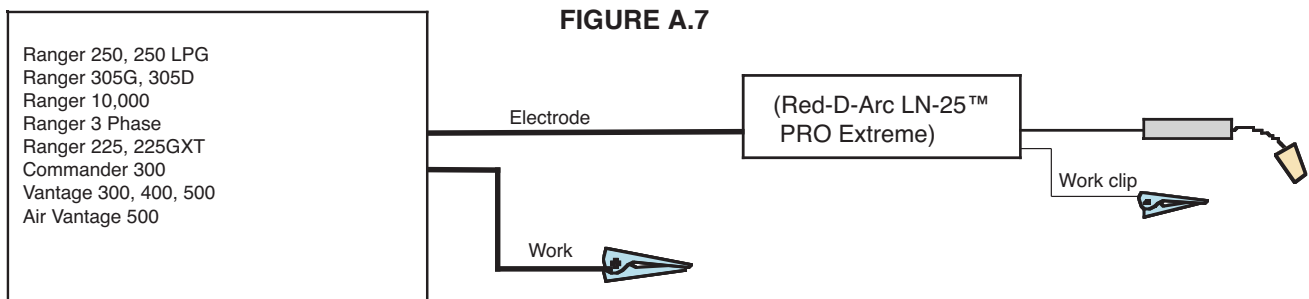 FIGURE A.7
Ranger 250, 250 LPG
Ranger 305G, 305D
Ranger 10,000
Ranger 3 Phase
Ranger 225, 225GXT
Commander 300
Vantage 300, 400, 500
Air Vantage 500
Electrode
(Red-D-Arc LN-25™
PRO Extreme)
Work clip
Work